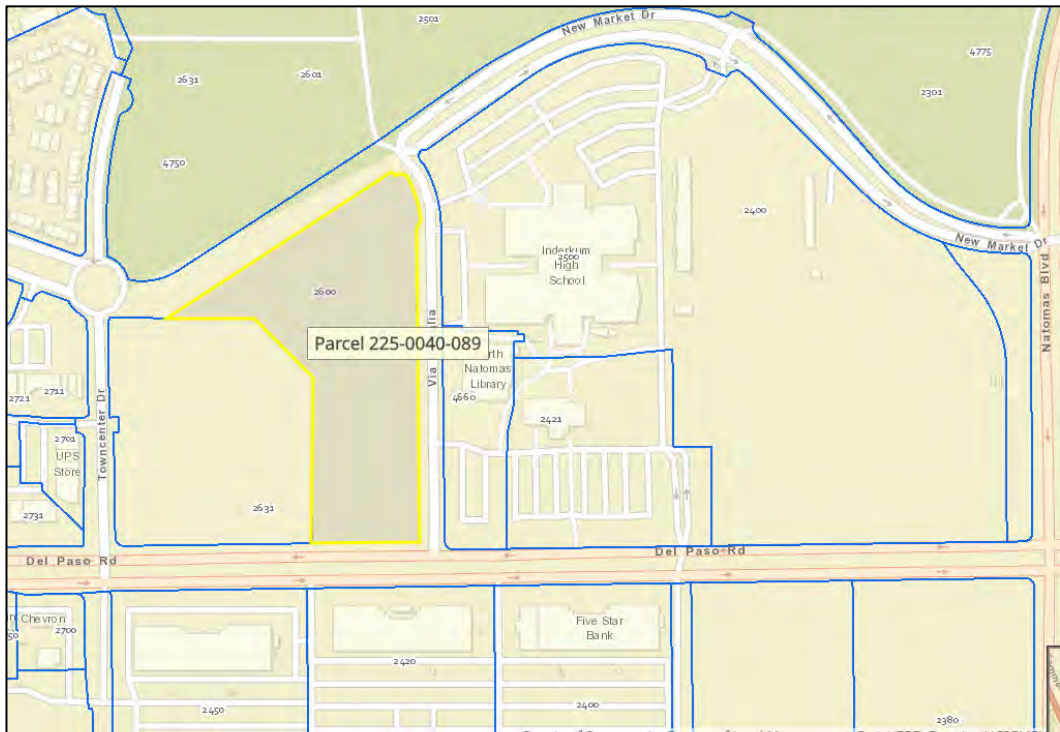 2501
New Market Dr
4775
2631
2601
2301
4750
2400
New Market Dr
Inderkum
2500
High
School
2600
Parcel 225-0040-089
Via
Natomas Blvd
Natomas
Library
4660
2421
2711
2721
Towncenter Dr
2701
UPS
Store
2631
2731
Del Paso Rd
Del Paso Rd
Chevron
2700
Five Star
Bank
2420
2450
2400
2380